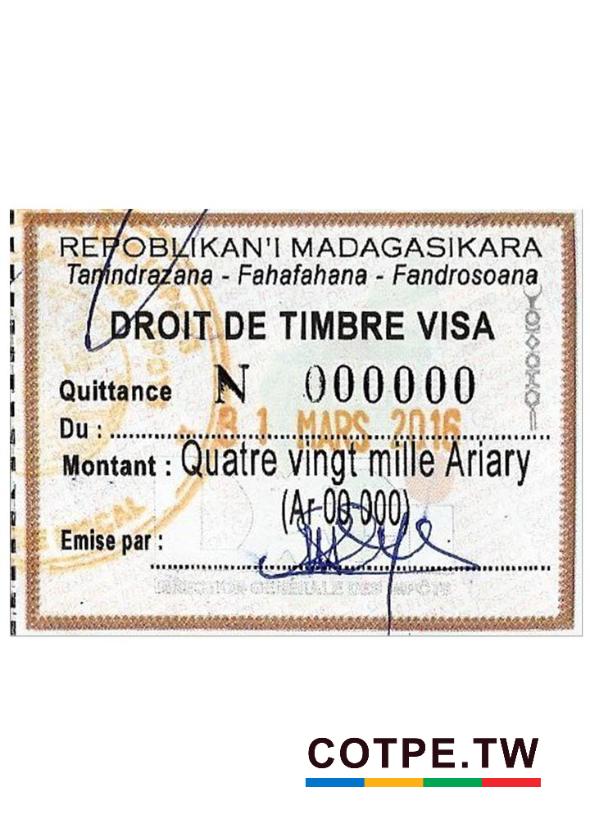 REPOBLIKAN'I MADAGASIKARA
Tanindrazana - Fahafahana - Fandrosoana
DROIT DE TIMBRE VISA
Quittance N 000000
Du : 31 MARS 2016
Montant : Quatre vingt mille Ariary
(Ar 00 000)
Emise par :
DIRECTION GENERALE DES IMPÔTS
COTPE.TW